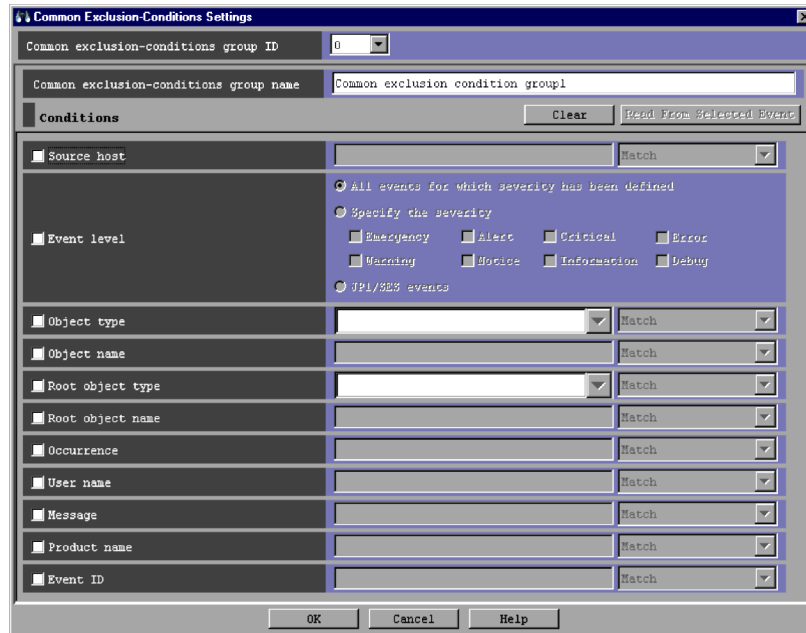 Common Exclusion-Conditions Settings
Common exclusion-conditions group ID 0
Common exclusion-conditions group name Common exclusion condition group1
Conditions Clear Read From Selected Event
Source host Match
All events for which severity has been defined
Specify the severity
Event level Emergency Alert Critical Error
Warning Notice Information Debug
JP1/SES events
Object type Match
Object name Match
Root object type Match
Root object name Match
Occurrence Match
User name Match
Message Match
Product name Match
Event ID Match
OK Cancel Help